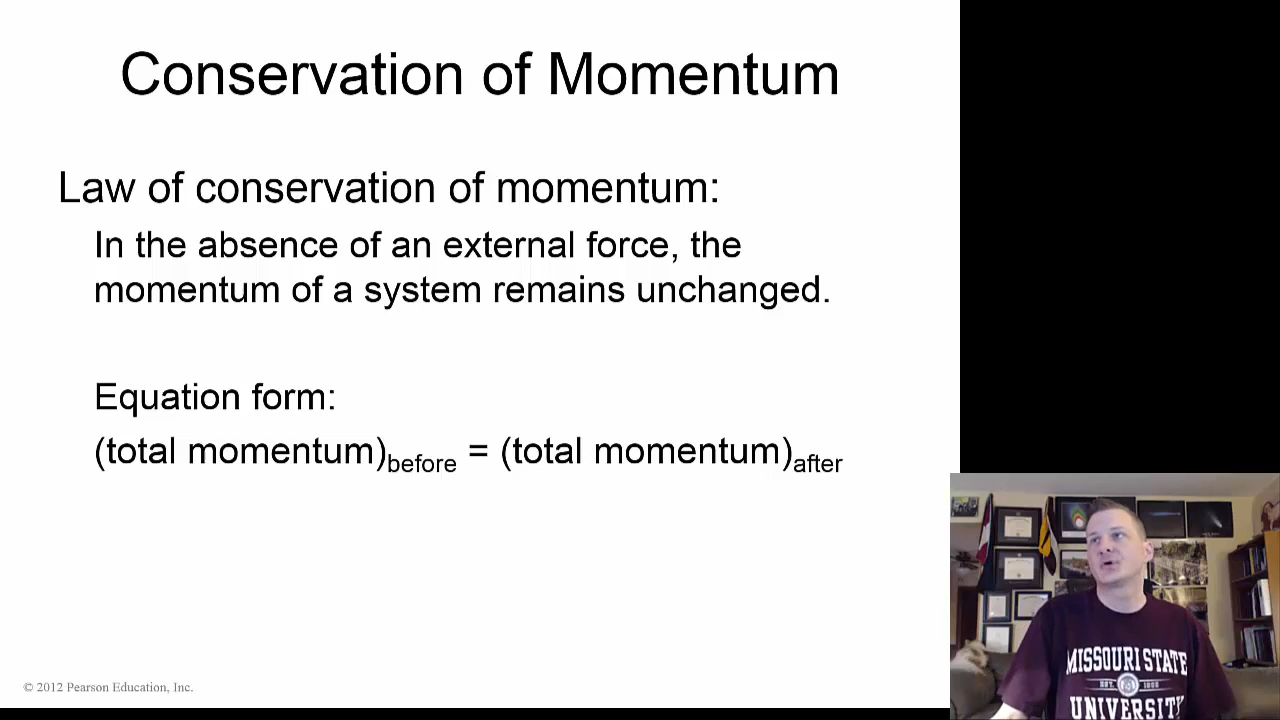 Conservation of Momentum
Law of conservation of momentum:
In the absence of an external force, the
momentum of a system remains unchanged.
Equation form:
(total momentum)before = (total momentum)after
© 2012 Pearson Education, Inc.
MISSOURI STATE
UNIVERSITY